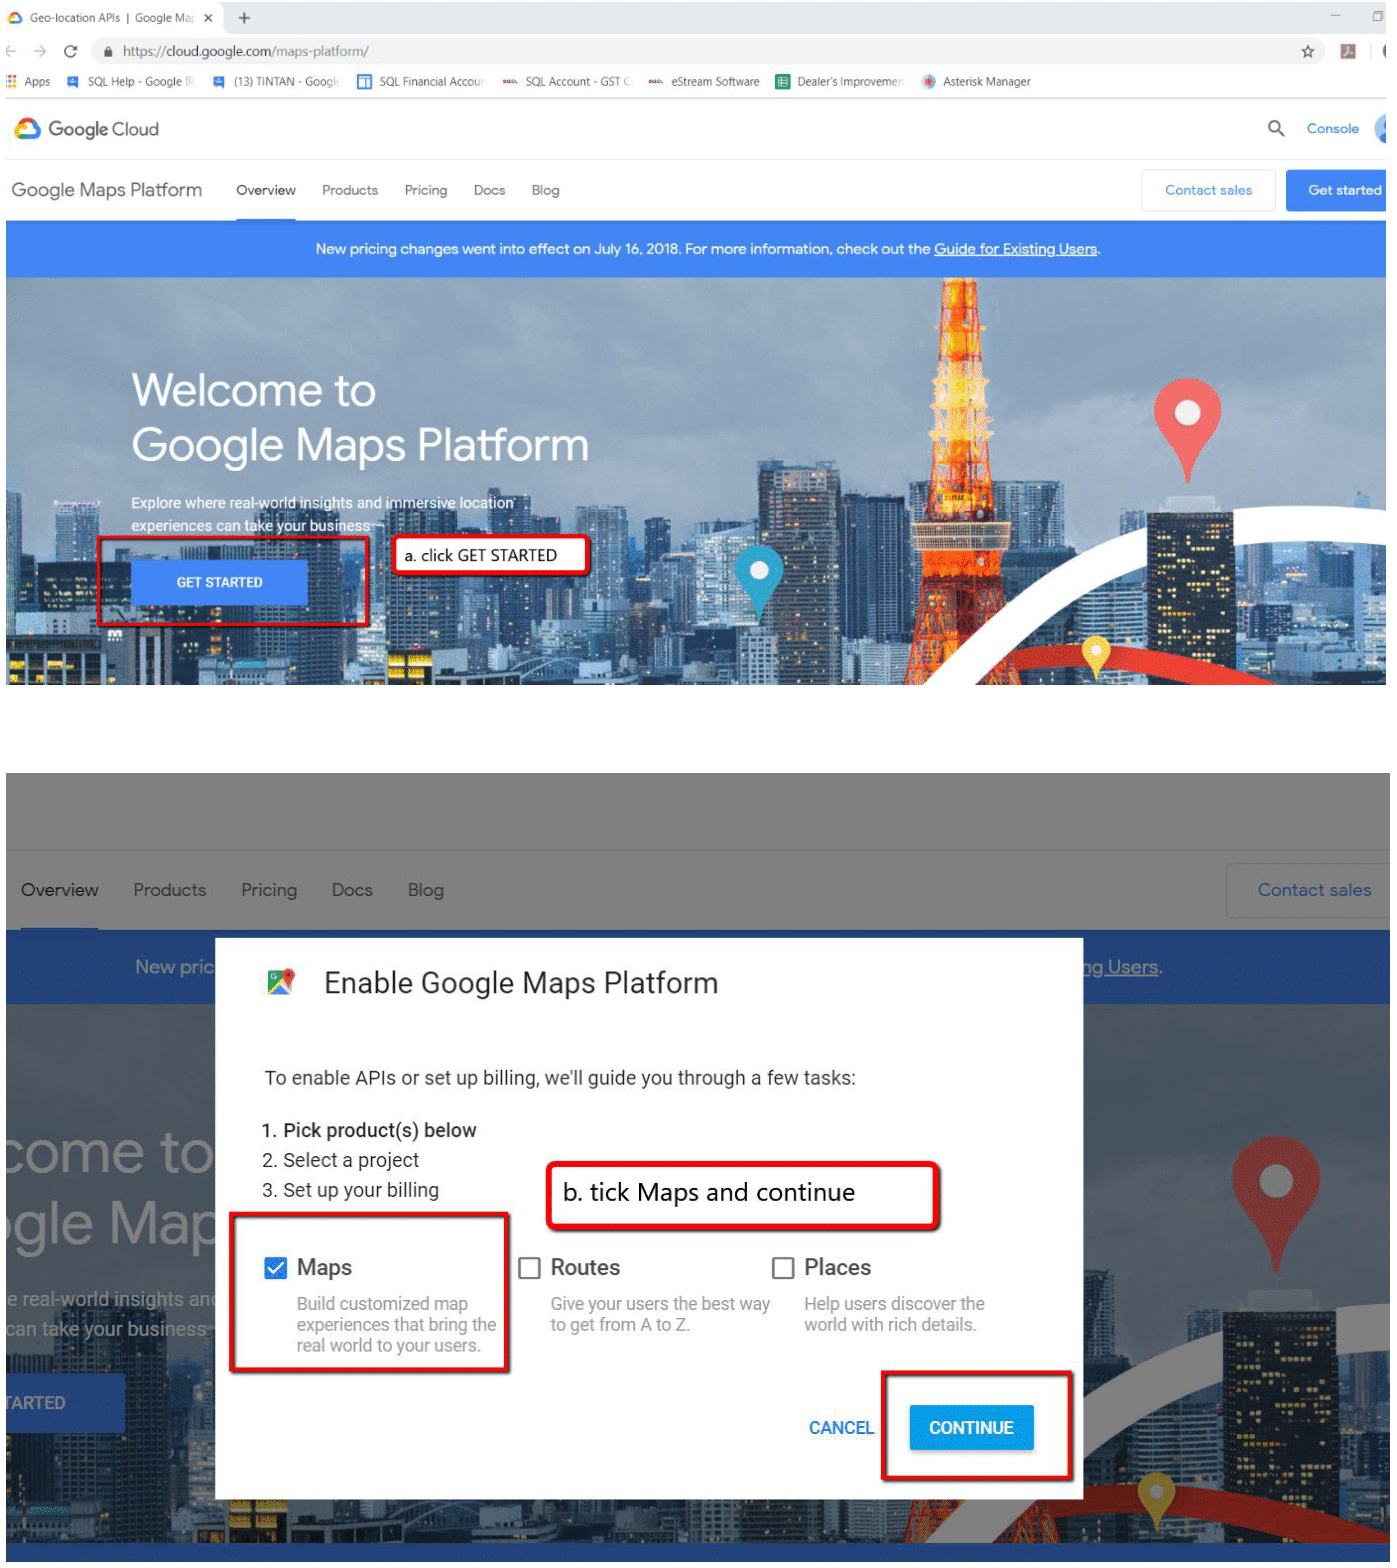 Geo-location APIs | Google Ma
https://cloud.google.com/maps-platform/
Apps SQL Help - Google (13) TINTAN - Google SQL Financial Accoun SQL Account - GST C eStream Software Dealer's Improvemen Asterisk Manager
Google Cloud Console
Google Maps Platform Overview Products Pricing Docs Blog Contact sales Get started
New pricing changes went into effect on July 16, 2018. For more information, check out the Guide for Existing Users.
Welcome to
Google Maps Platform
Explore where real-world insights and immersive location
experiences can take your business
a. click GET STARTED
GET STARTED
Overview Products Pricing Docs Blog Contact sales
New pric ng Users.
Enable Google Maps Platform
To enable APIs or set up billing, we'll guide you through a few tasks:
1. Pick product(s) below
2. Select a project
3. Set up your billing
b. tick Maps and continue
come to
ogle Map
e real-world insights an
can take your business
TARTED
Maps Routes Places
Build customized map Give your users the best way Help users discover the
experiences that bring the to get from A to Z. world with rich details.
real world to your users.
CANCEL CONTINUE